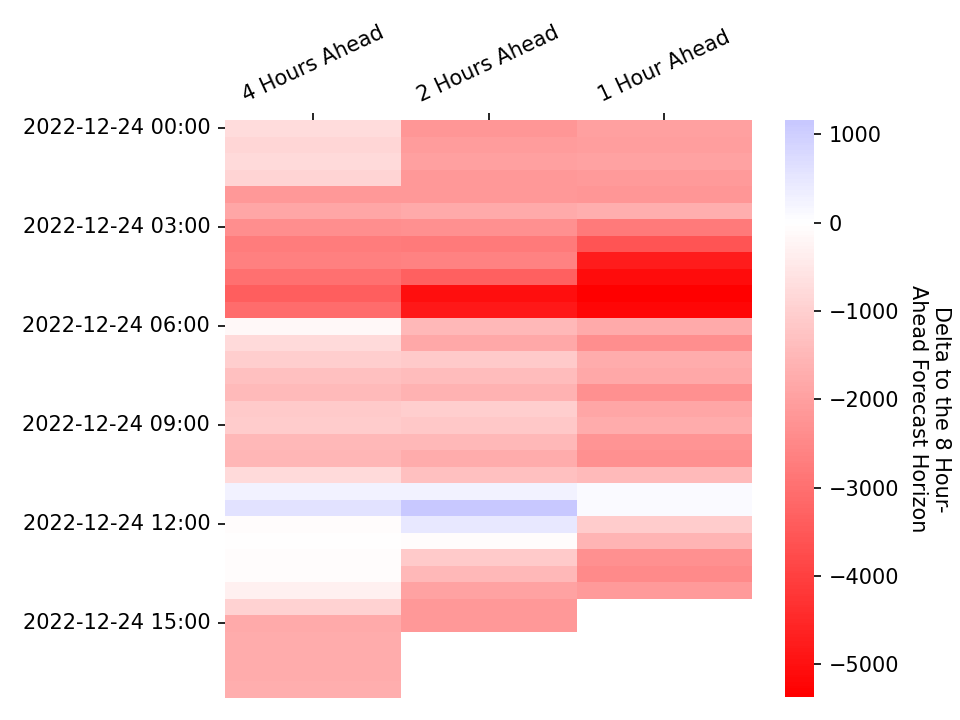 4 Hours Ahead
2 Hours Ahead
1 Hour Ahead
2022-12-24 00:00
2022-12-24 03:00
2022-12-24 06:00
2022-12-24 09:00
2022-12-24 12:00
2022-12-24 15:00
1000
0
−1000
−2000
−3000
−4000
−5000
Delta to the 8 Hour-
Ahead Forecast Horizon